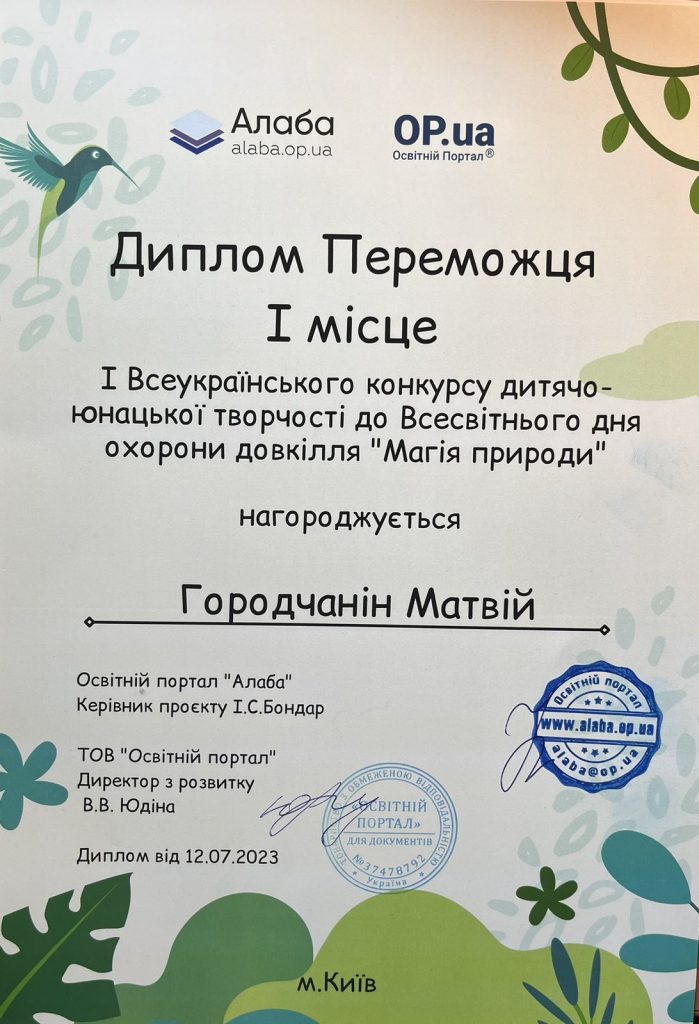 Алаба
alaba.op.ua
OP.ua
Освітній Портал®
Диплом Переможця
I місце
I Всеукраїнського конкурсу дитячо-
юнацької творчості до Всесвітнього дня
охорони довкілля "Магія природи"
нагороджується
Городчанін Матвій
Освітній портал "Алаба"
Керівник проєкту І.С.Бондар
Освітній портал
www.alaba.op.ua
alaba@op.ua
ТОВ "Освітній портал"
Директор з розвитку
В.В. Юдіна
ОБМЕЖЕНОЮ ВІДПОВІДАЛЬНІСТЮ
«ОСВІТНІЙ
ПОРТАЛ»
ДЛЯ ДОКУМЕНТІВ
№37478792
Україна
Диплом від 12.07.2023
м.Київ